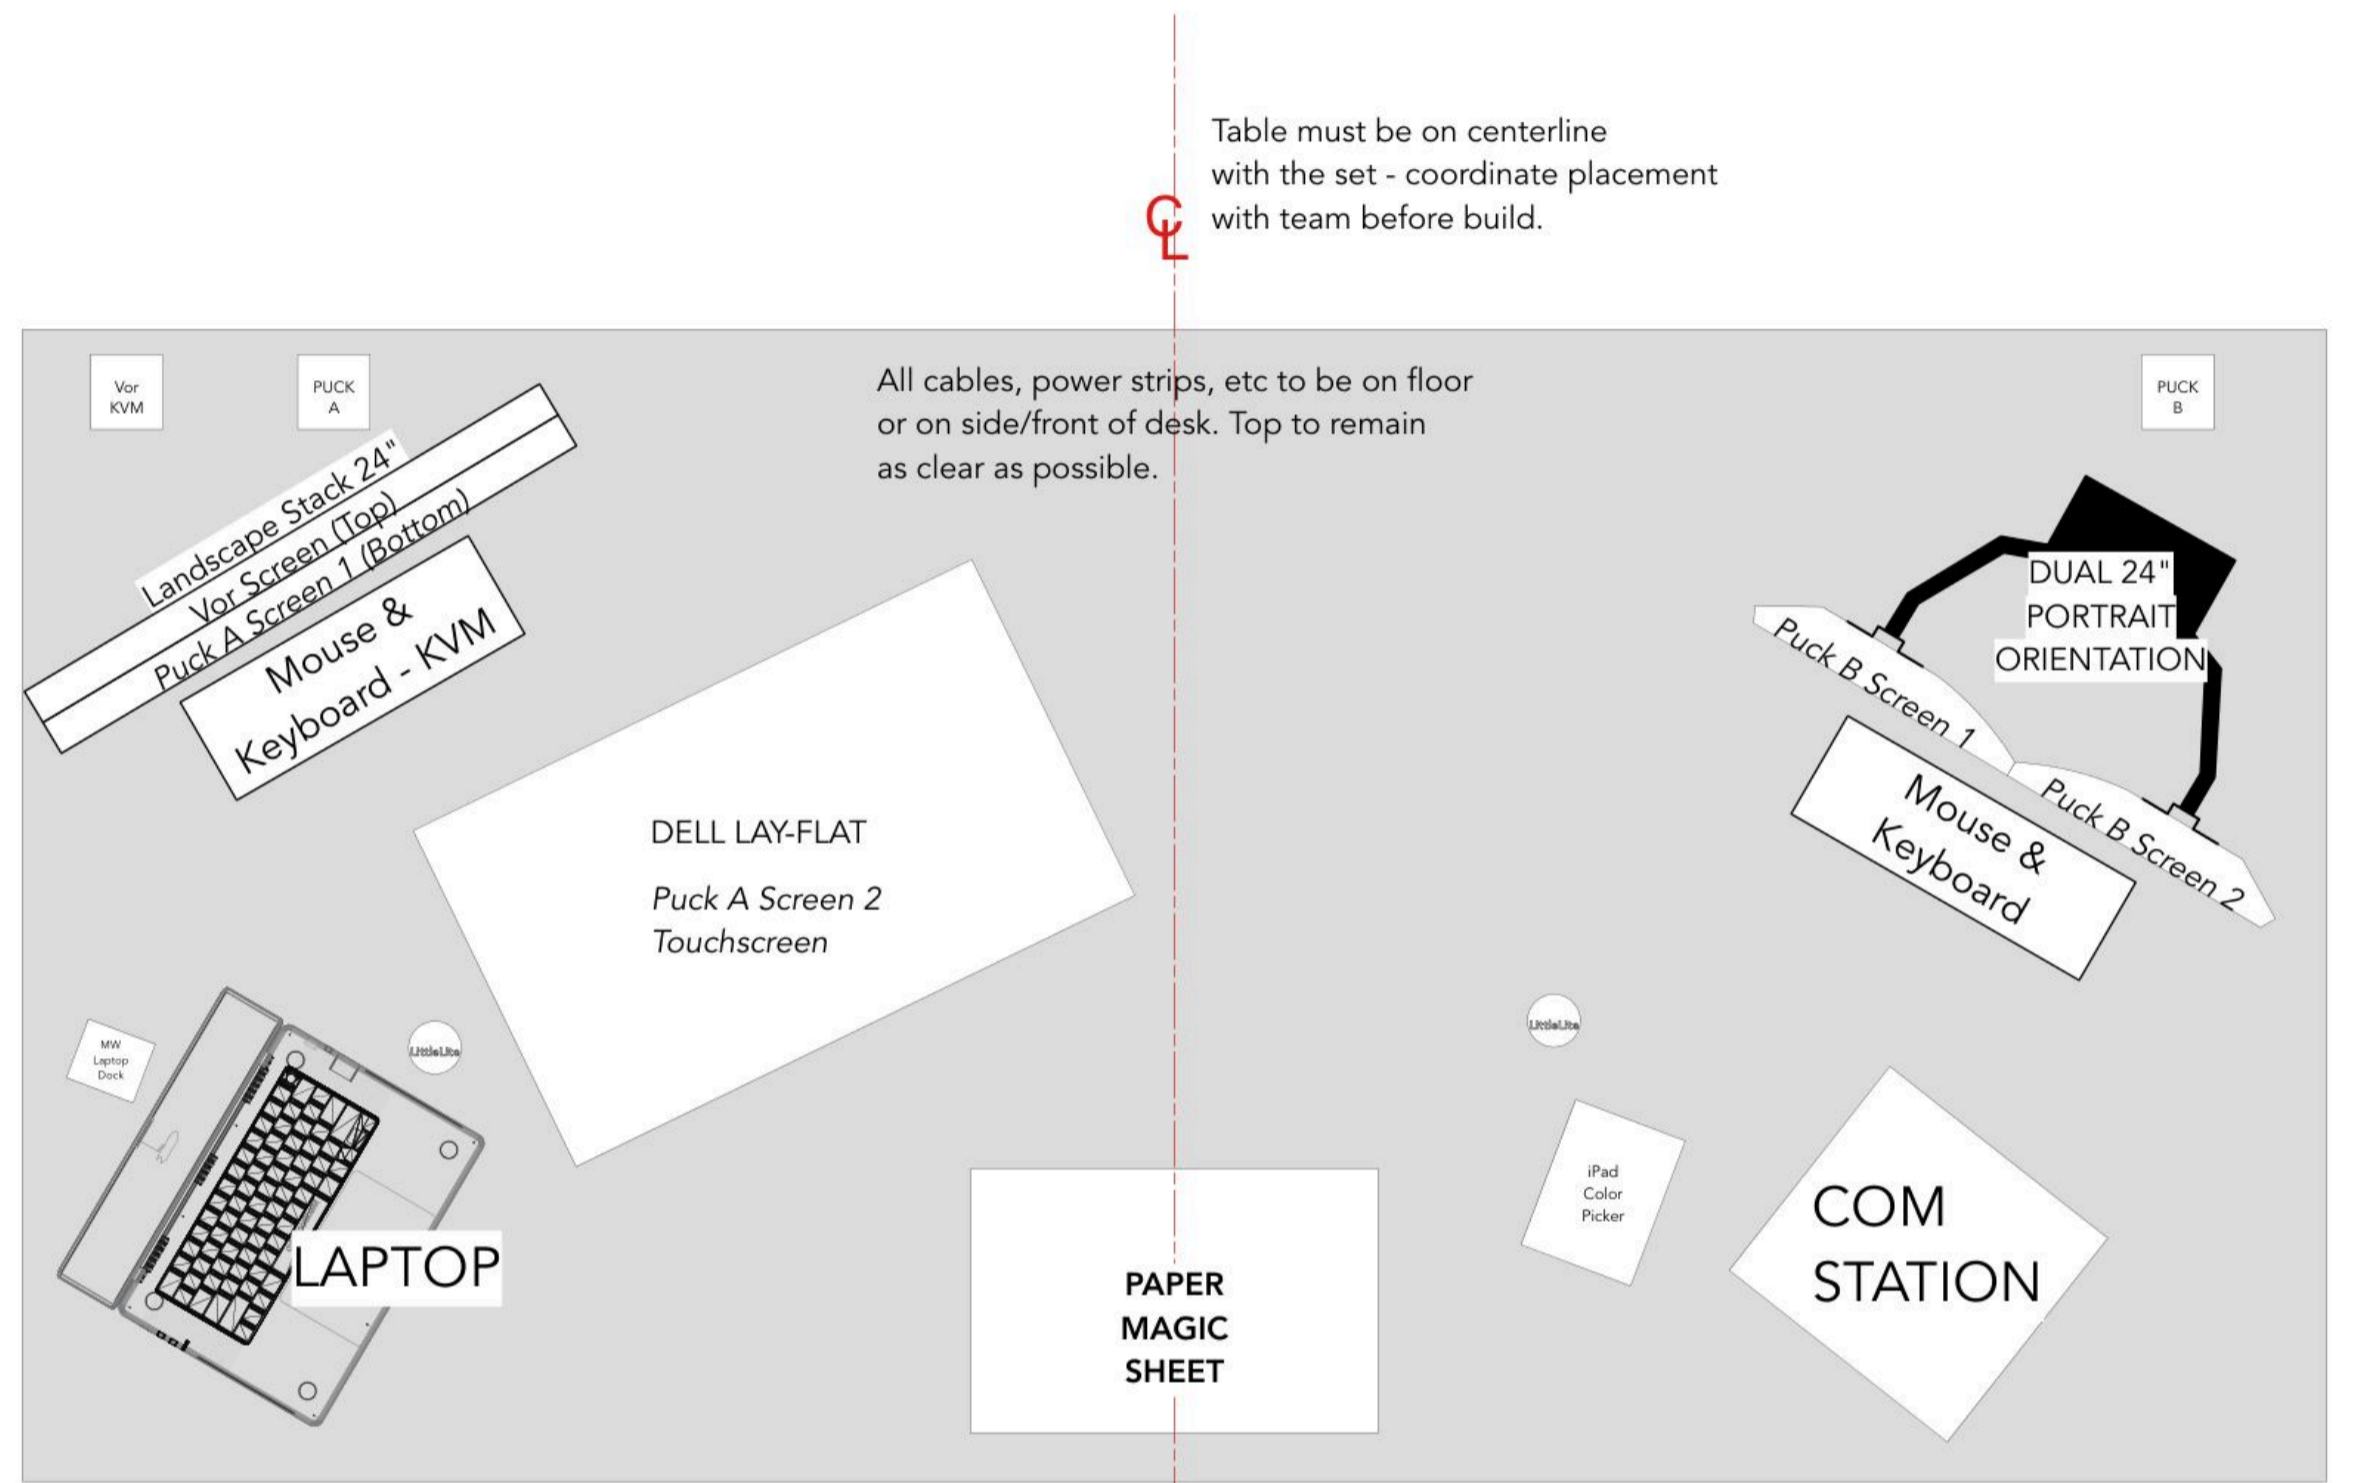 Table must be on centerline
with the set - coordinate placement
with team before build.
CL
All cables, power strips, etc to be on floor
or on side/front of desk. Top to remain
as clear as possible.
Vor
KVM
PUCK
A
PUCK
B
Landscape Stack 24"
Vor Screen (Top)
Puck A Screen 1 (Bottom)
Mouse &
Keyboard - KVM
DUAL 24"
PORTRAIT
ORIENTATION
Puck B Screen 1
Puck B Screen 2
Mouse &
Keyboard
DELL LAY-FLAT
Puck A Screen 2
Touchscreen
MW
Laptop
Dock
LittleLite
LittleLite
LAPTOP
iPad
Color
Picker
COM
STATION
PAPER
MAGIC
SHEET